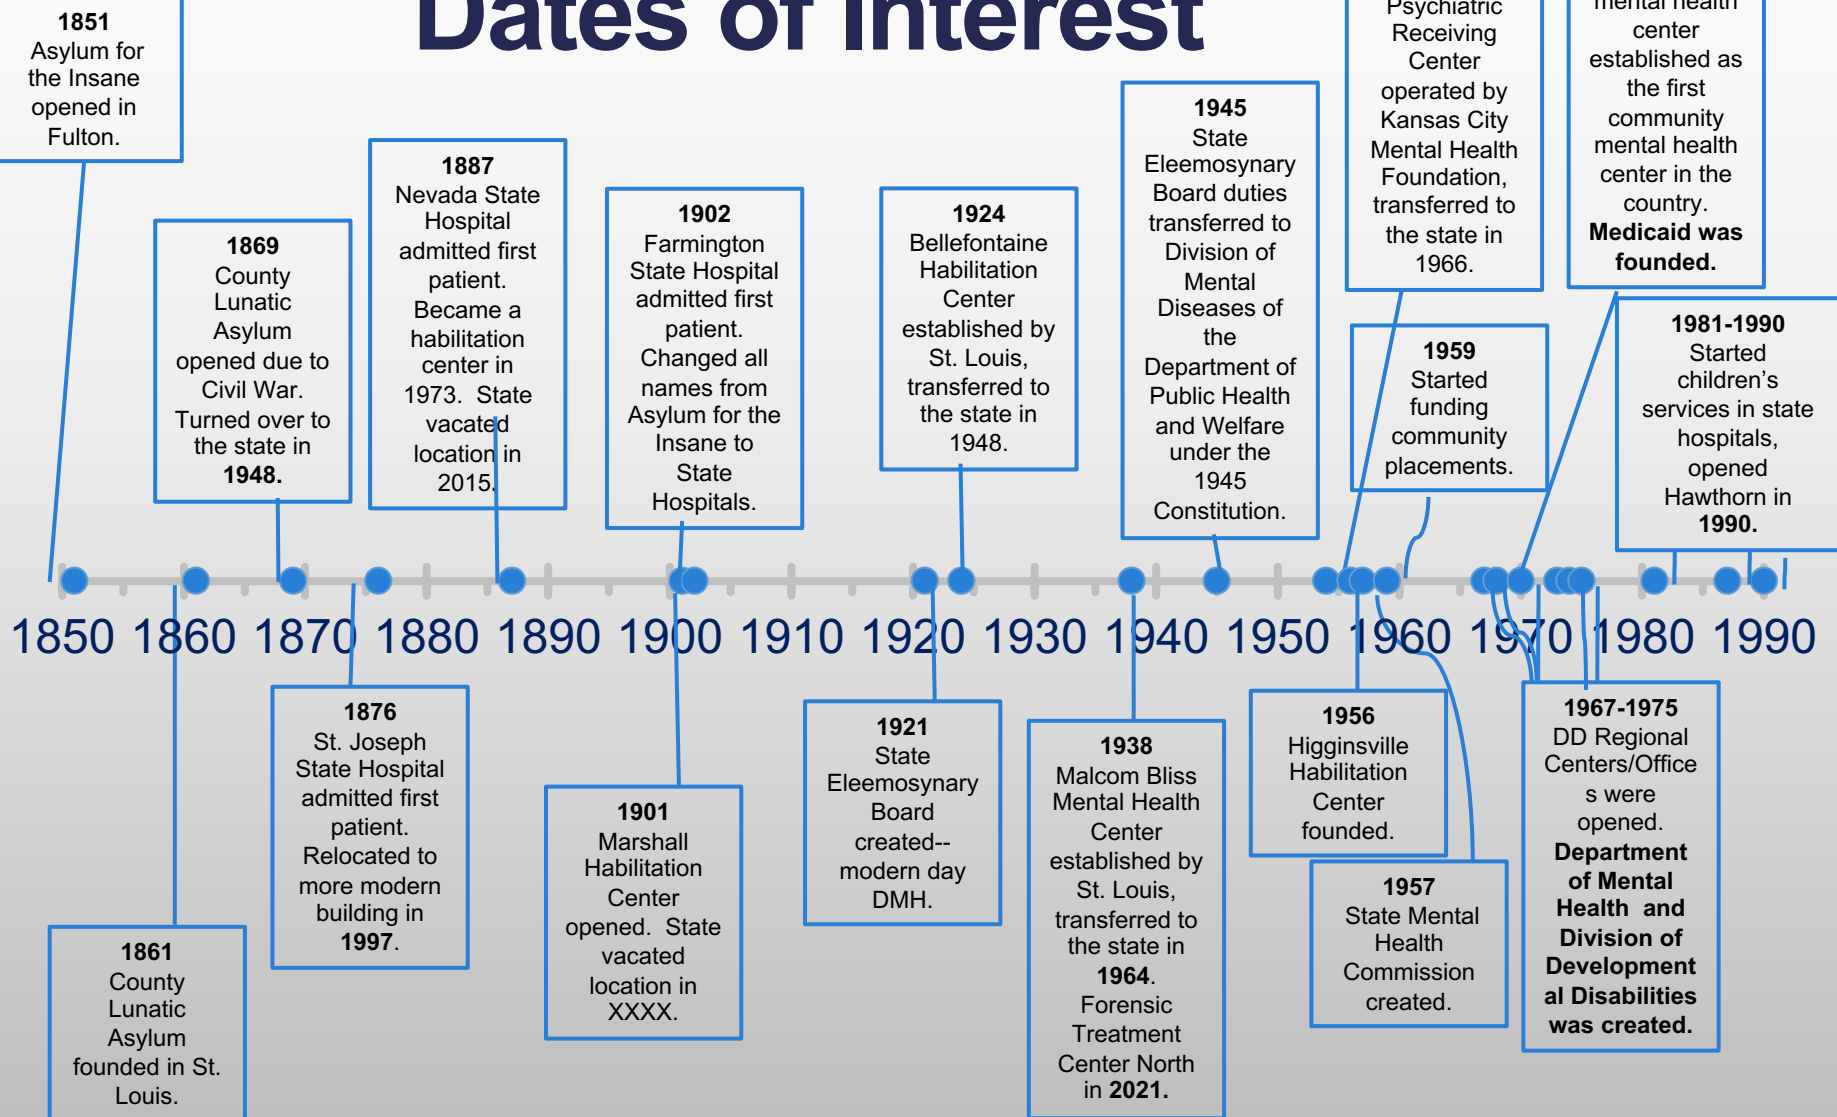 Dates of Interest
1851
Asylum for
the Insane
opened in
Fulton.
1869
County
Lunatic
Asylum
opened due to
Civil War.
Turned over to
the state in
1948.
1887
Nevada State
Hospital
admitted first
patient.
Became a
habilitation
center in
1973.  State
vacated
location in
2015.
1902
Farmington
State Hospital
admitted first
patient.
Changed all
names from
Asylum for the
Insane to
State
Hospitals.
1924
Bellefontaine
Habilitation
Center
established by
St. Louis,
transferred to
the state in
1948.
1945
State
Eleemosynary
Board duties
transferred to
Division of
Mental
Diseases of
the
Department of
Public Health
and Welfare
under the
1945
Constitution.
Psychiatric
Receiving
Center
operated by
Kansas City
Mental Health
Foundation,
transferred to
the state in
1966.
mental health
center
established as
the first
community
mental health
center in the
country.
Medicaid was
founded.
1959
Started
funding
community
placements.
1981-1990
Started
children's
services in state
hospitals,
opened
Hawthorn in
1990.
1850 1860 1870 1880 1890 1900 1910 1920 1930 1940 1950 1960 1970 1980 1990
1861
County
Lunatic
Asylum
founded in St.
Louis.
1876
St. Joseph
State Hospital
admitted first
patient.
Relocated to
more modern
building in
1997.
1901
Marshall
Habilitation
Center
opened.  State
vacated
location in
XXXX.
1921
State
Eleemosynary
Board
created--
modern day
DMH.
1938
Malcom Bliss
Mental Health
Center
established by
St. Louis,
transferred to
the state in
1964.
Forensic
Treatment
Center North
in 2021.
1956
Higginsville
Habilitation
Center
founded.
1957
State Mental
Health
Commission
created.
1967-1975
DD Regional
Centers/Office
s were
opened.
Department
of Mental
Health  and
Division of
Development
al Disabilities
was created.